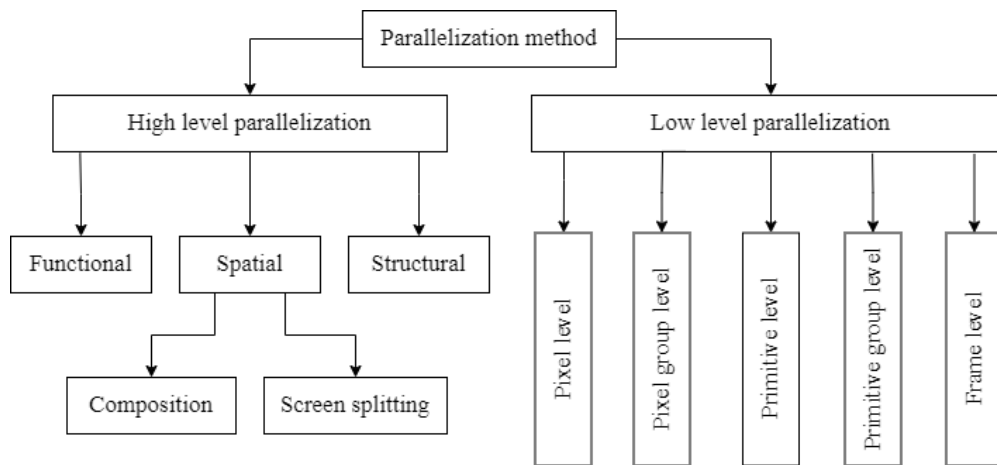 Parallelization method
High level parallelization
Low level parallelization
Functional
Spatial
Structural
Pixel level
Pixel group level
Primitive level
Primitive group level
Frame level
Composition
Screen splitting